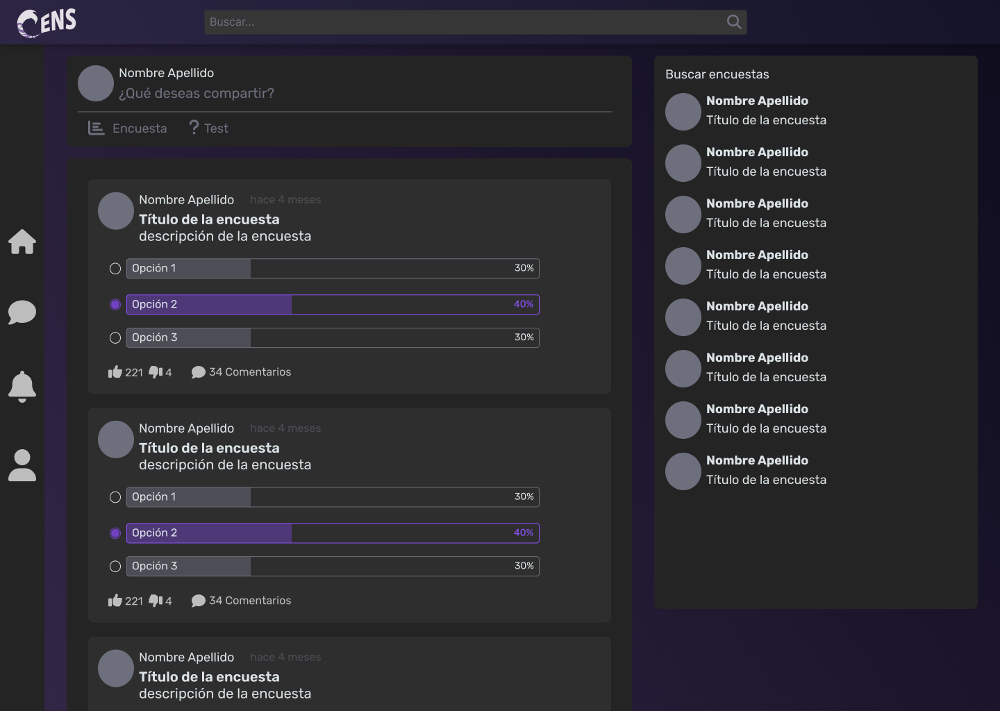 CENS
Buscar...
Nombre Apellido
¿Qué deseas compartir?
Encuesta
? Test
Nombre Apellido hace 4 meses
Título de la encuesta
descripción de la encuesta
Opción 1 30%
Opción 2 40%
Opción 3 30%
221 4 34 Comentarios
Nombre Apellido hace 4 meses
Título de la encuesta
descripción de la encuesta
Opción 1 30%
Opción 2 40%
Opción 3 30%
221 4 34 Comentarios
Nombre Apellido hace 4 meses
Título de la encuesta
descripción de la encuesta
Buscar encuestas
Nombre Apellido
Título de la encuesta
Nombre Apellido
Título de la encuesta
Nombre Apellido
Título de la encuesta
Nombre Apellido
Título de la encuesta
Nombre Apellido
Título de la encuesta
Nombre Apellido
Título de la encuesta
Nombre Apellido
Título de la encuesta
Nombre Apellido
Título de la encuesta